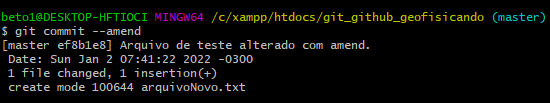 beto1@DESKTOP-HFTIOCI MINGW64 /c/xampp/htdocs/git_github_geofisicando (master)
$ git commit --amend
[master ef8b1e8] Arquivo de teste alterado com amend.
Date: Sun Jan 2 07:41:22 2022 -0300
1 file changed, 1 insertion(+)
create mode 100644 arquivoNovo.txt